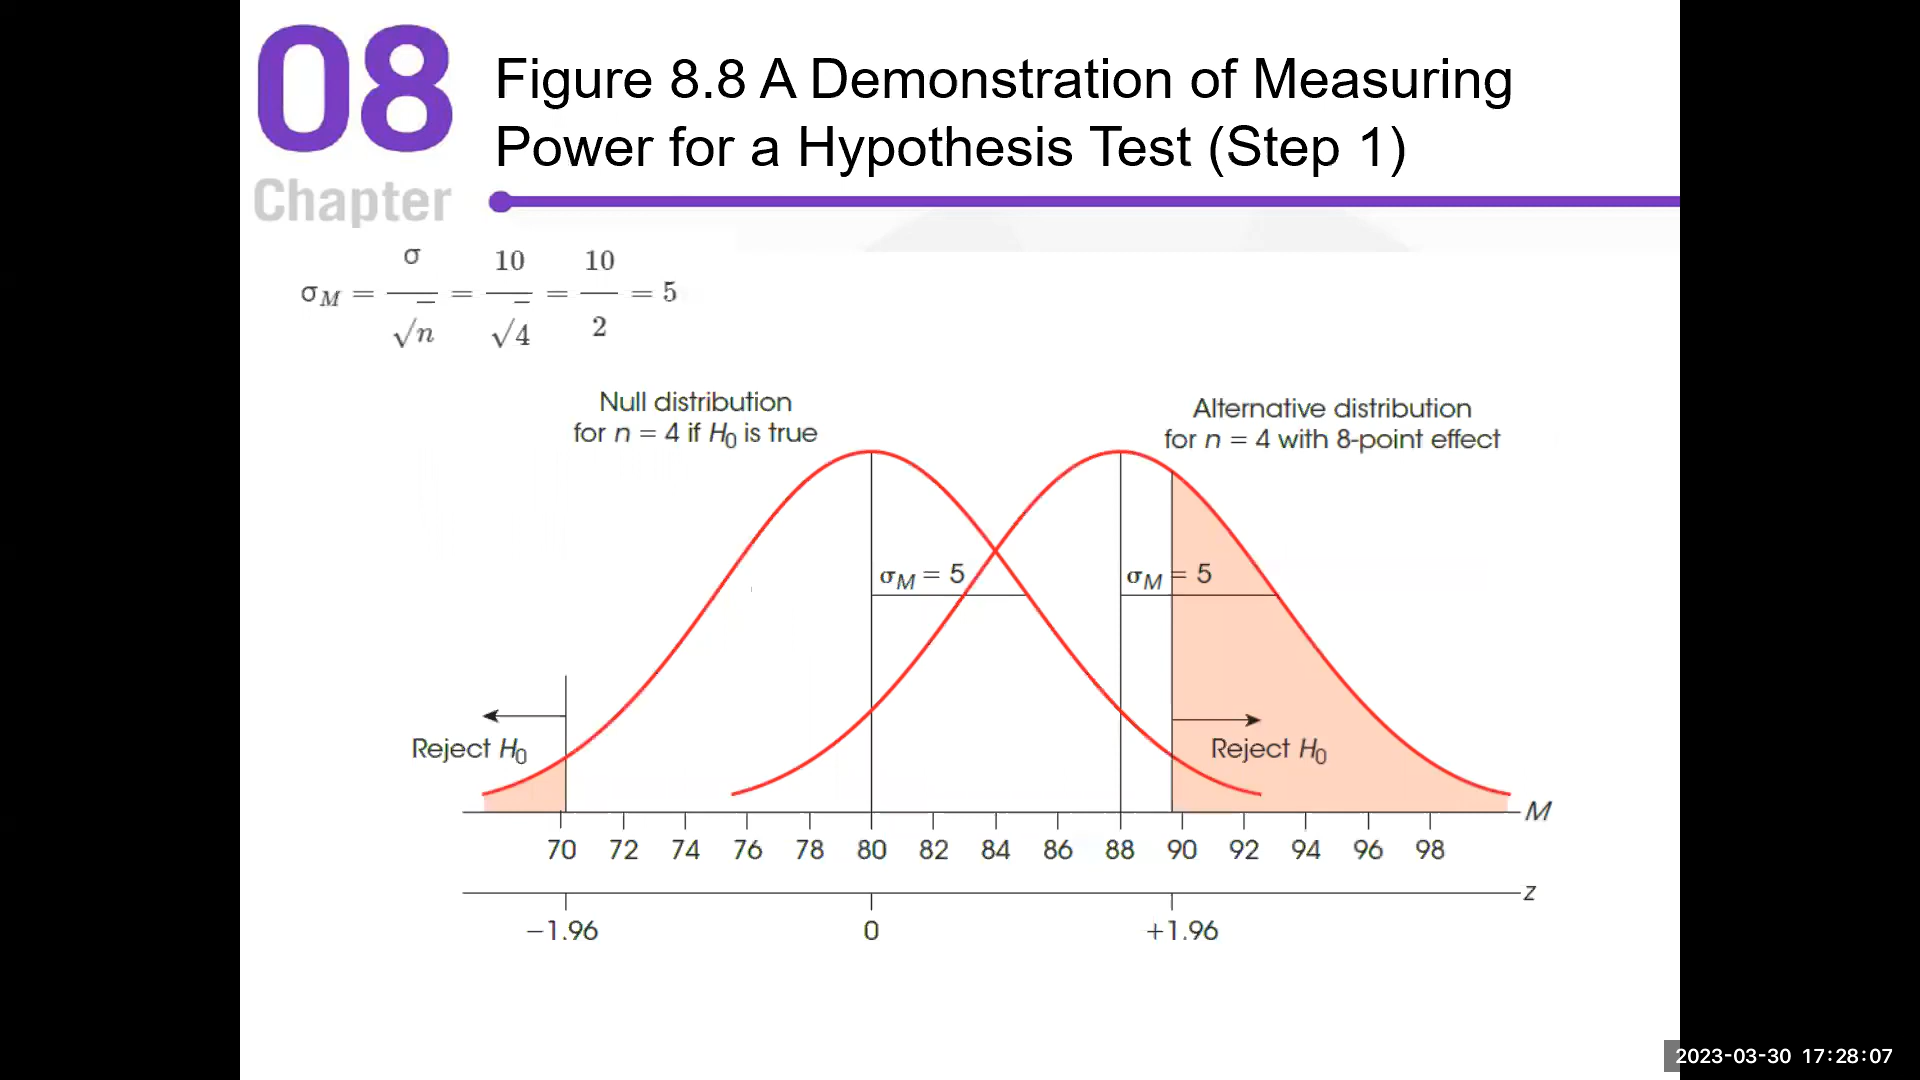 08
Chapter
Figure 8.8 A Demonstration of Measuring
Power for a Hypothesis Test (Step 1)
σM = σ/√n = 10/√4 = 10/2 = 5
Null distribution
for n = 4 if H0 is true
Alternative distribution
for n = 4 with 8-point effect
σM = 5
σM = 5
Reject H0
Reject H0
M
70 72 74 76 78 80 82 84 86 88 90 92 94 96 98
z
−1.96 0 +1.96
2023-03-30 17:28:07